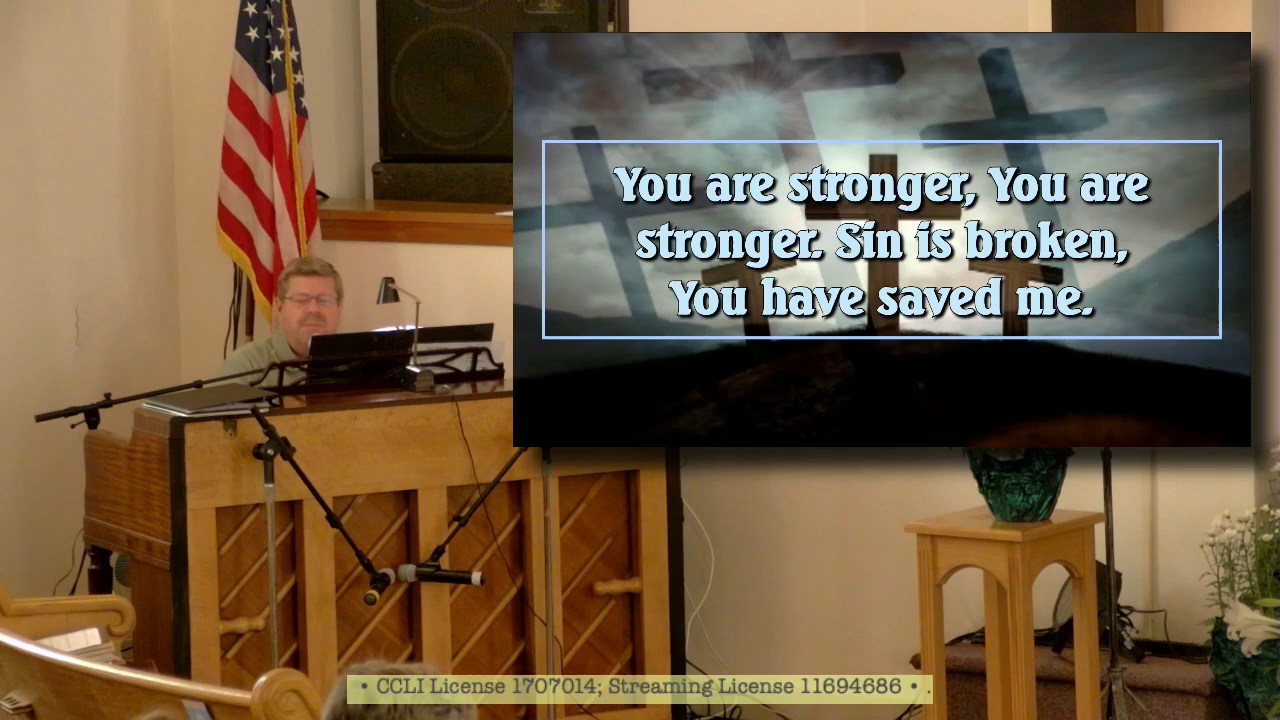 You are stronger, You are
stronger. Sin is broken,
You have saved me.
• CCLI License 1707014; Streaming License 11694686 • .